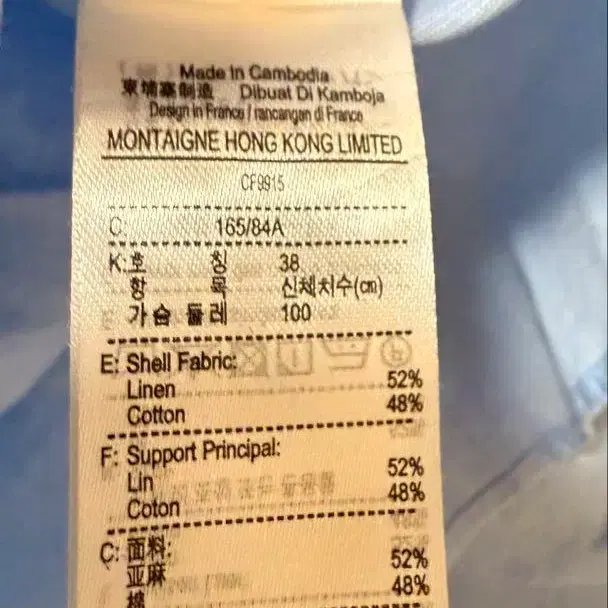 Made in Cambodia
柬埔寨制造 Dibuat Di Kamboja
Design in France / rancangan di France
MONTAIGNE HONG KONG LIMITED
CF9915
C: 165/84A
K: 호 칭 38
항 목 신체치수(cm)
가슴 둘레 100
E: Shell Fabric:
Linen 52%
Cotton 48%
F: Support Principal:
Lin 52%
Coton 48%
C: 面料:
亚麻 52%
棉 48%